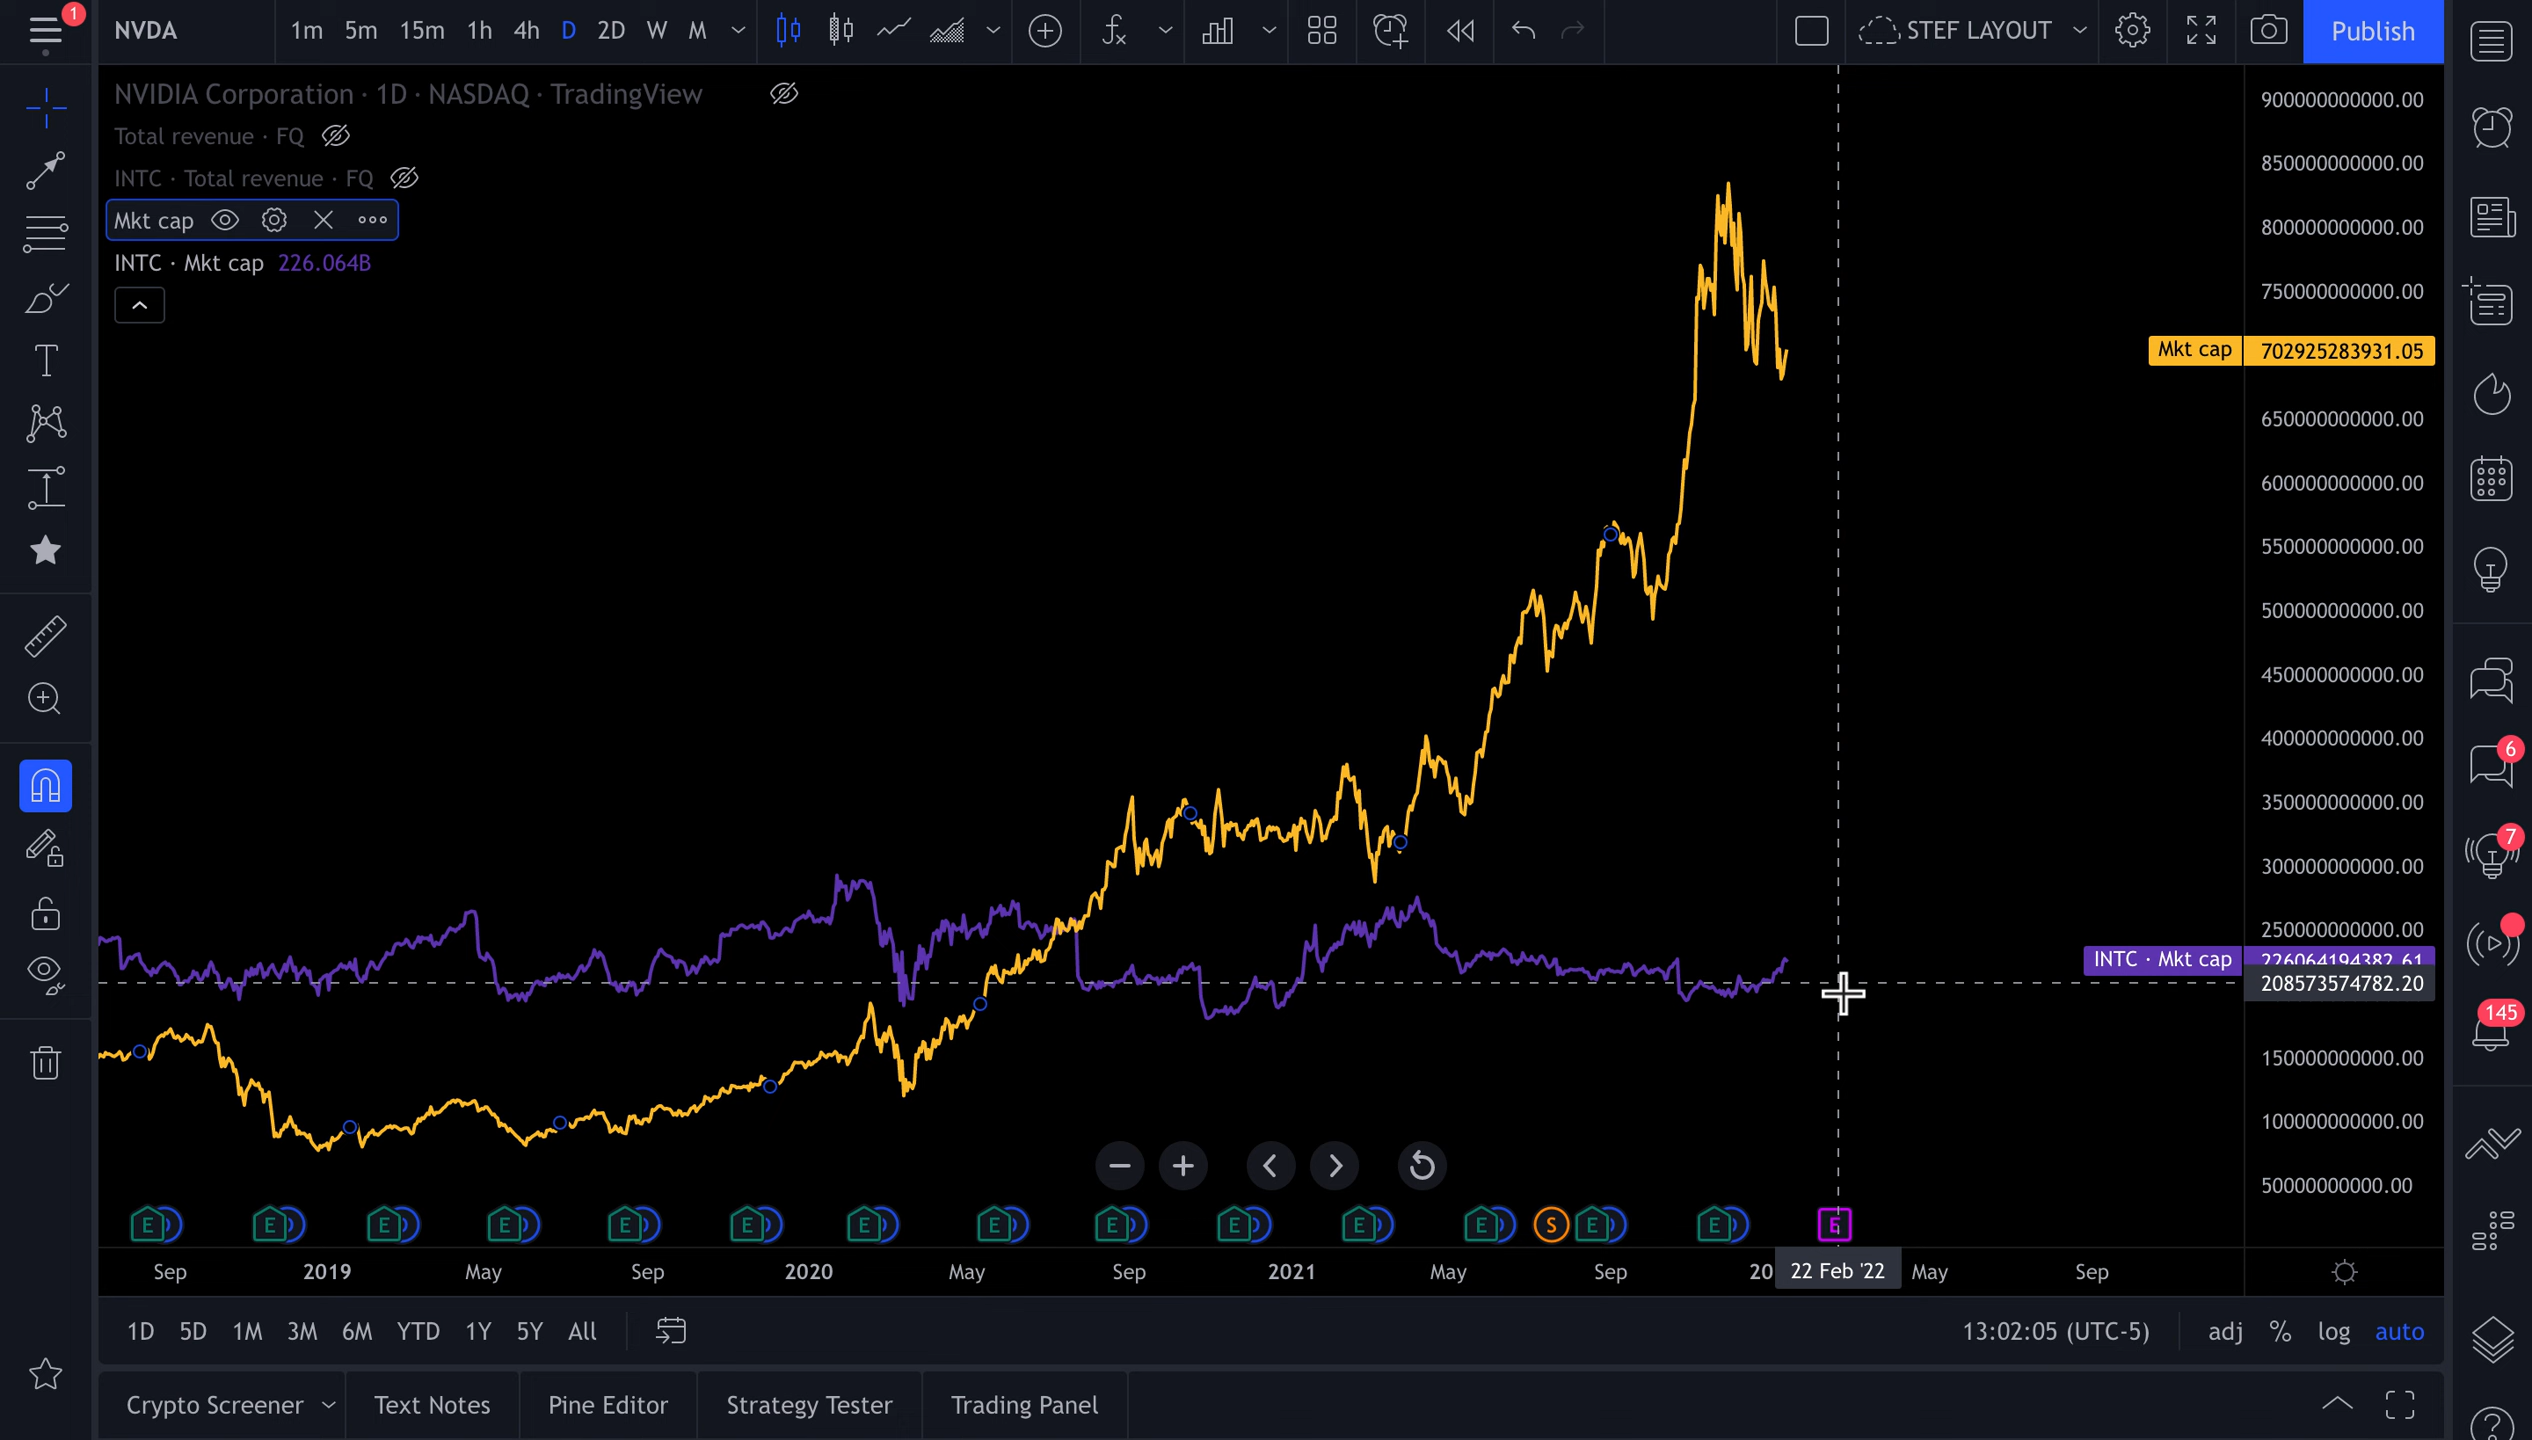 1
NVDA 1m 5m 15m 1h 4h D 2D W M STEF LAYOUT Publish
NVIDIA Corporation · 1D · NASDAQ · TradingView
Total revenue · FQ
INTC · Total revenue · FQ
Mkt cap
INTC · Mkt cap 226.064B
900000000000.00
850000000000.00
800000000000.00
750000000000.00
Mkt cap 702925283931.05
650000000000.00
600000000000.00
550000000000.00
500000000000.00
450000000000.00
400000000000.00
350000000000.00
300000000000.00
250000000000.00
INTC · Mkt cap 226064194382.61
208573574782.20
150000000000.00
100000000000.00
50000000000.00
6
7
145
E E E E E E E E E E E E S E E E
Sep 2019 May Sep 2020 May Sep 2021 May Sep 20 22 Feb '22 May Sep
1D 5D 1M 3M 6M YTD 1Y 5Y All 13:02:05 (UTC-5) adj % log auto
Crypto Screener Text Notes Pine Editor Strategy Tester Trading Panel